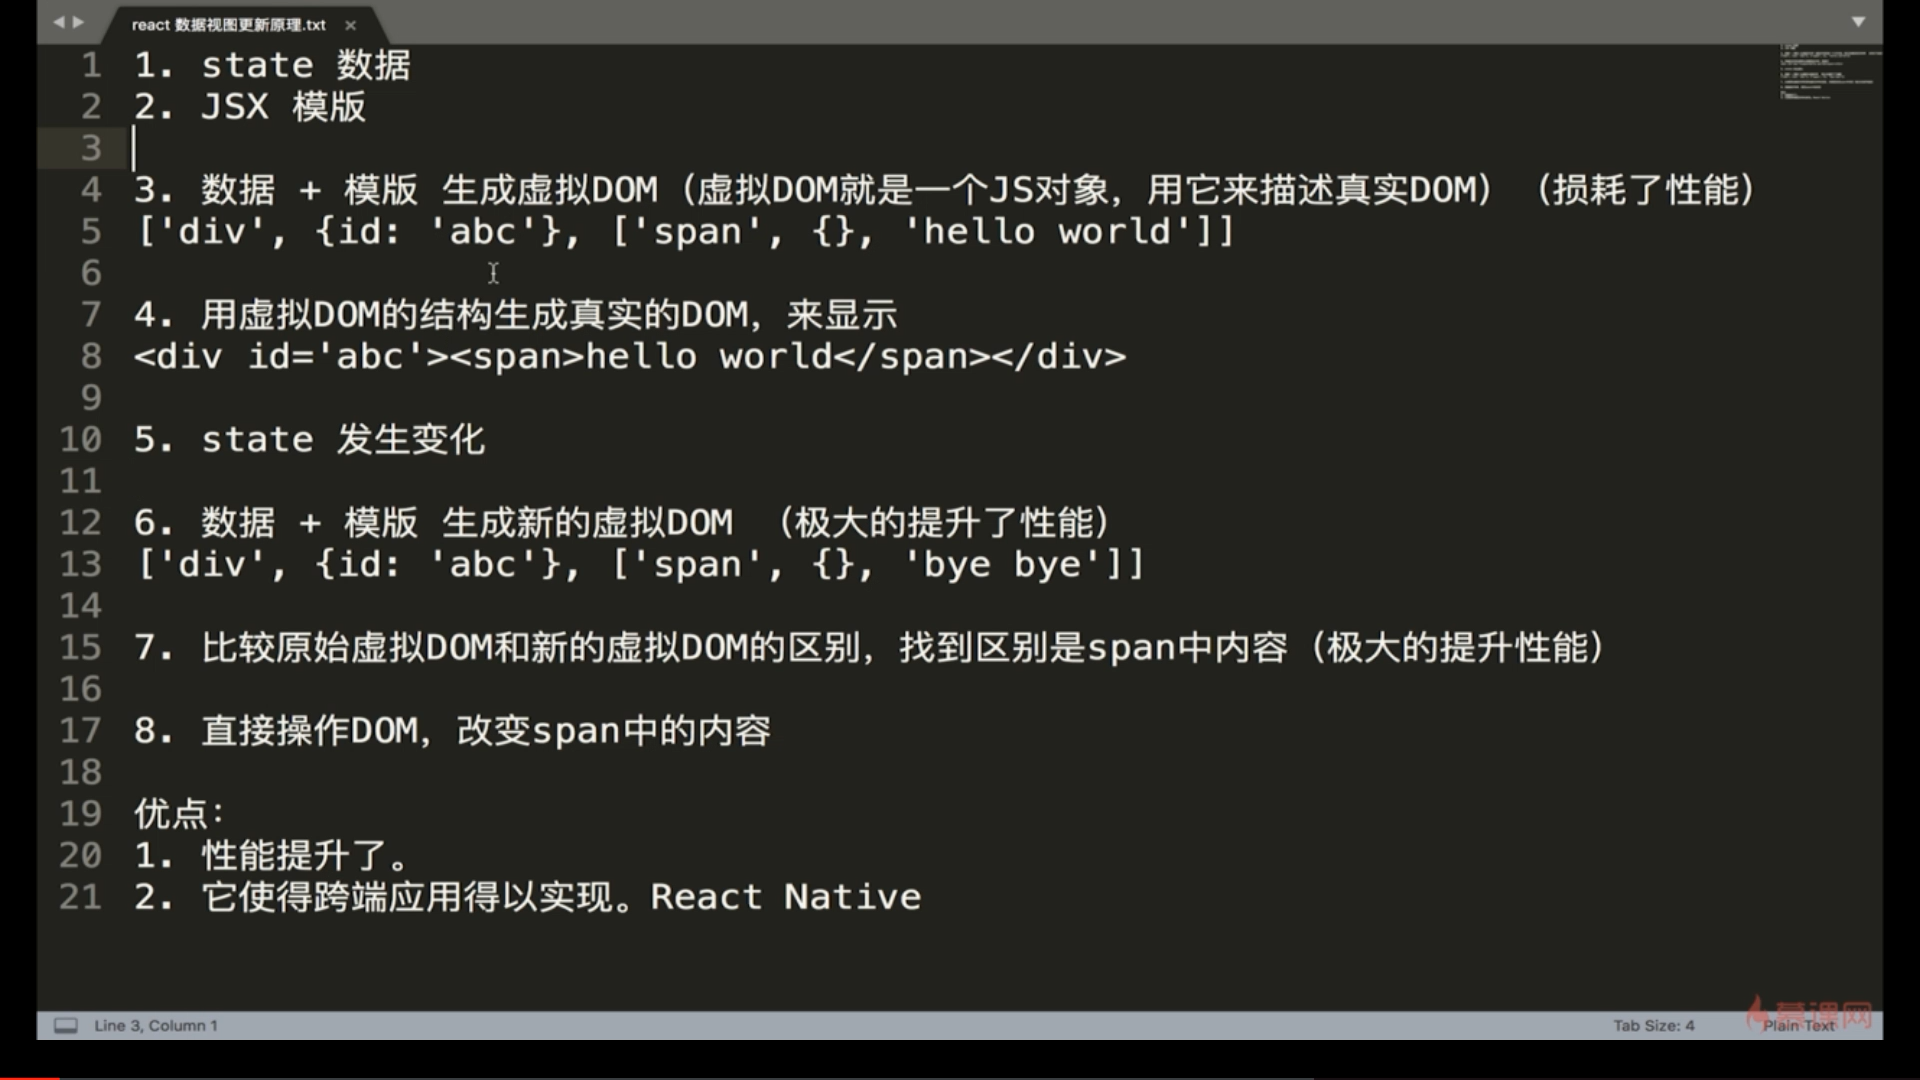 react 数据视图更新原理.txt ×
1 1. state 数据
2 2. JSX 模版
3
4 3. 数据 + 模版 生成虚拟DOM（虚拟DOM就是一个JS对象，用它来描述真实DOM）（损耗了性能）
5 ['div', {id: 'abc'}, ['span', {}, 'hello world']]
6
7 4. 用虚拟DOM的结构生成真实的DOM，来显示
8 <div id='abc'><span>hello world</span></div>
9
10 5. state 发生变化
11
12 6. 数据 + 模版 生成新的虚拟DOM （极大的提升了性能）
13 ['div', {id: 'abc'}, ['span', {}, 'bye bye']]
14
15 7. 比较原始虚拟DOM和新的虚拟DOM的区别，找到区别是span中内容（极大的提升性能）
16
17 8. 直接操作DOM，改变span中的内容
18
19 优点：
20 1. 性能提升了。
21 2. 它使得跨端应用得以实现。React Native
Line 3, Column 1
Tab Size: 4
Plain Text
慕课网